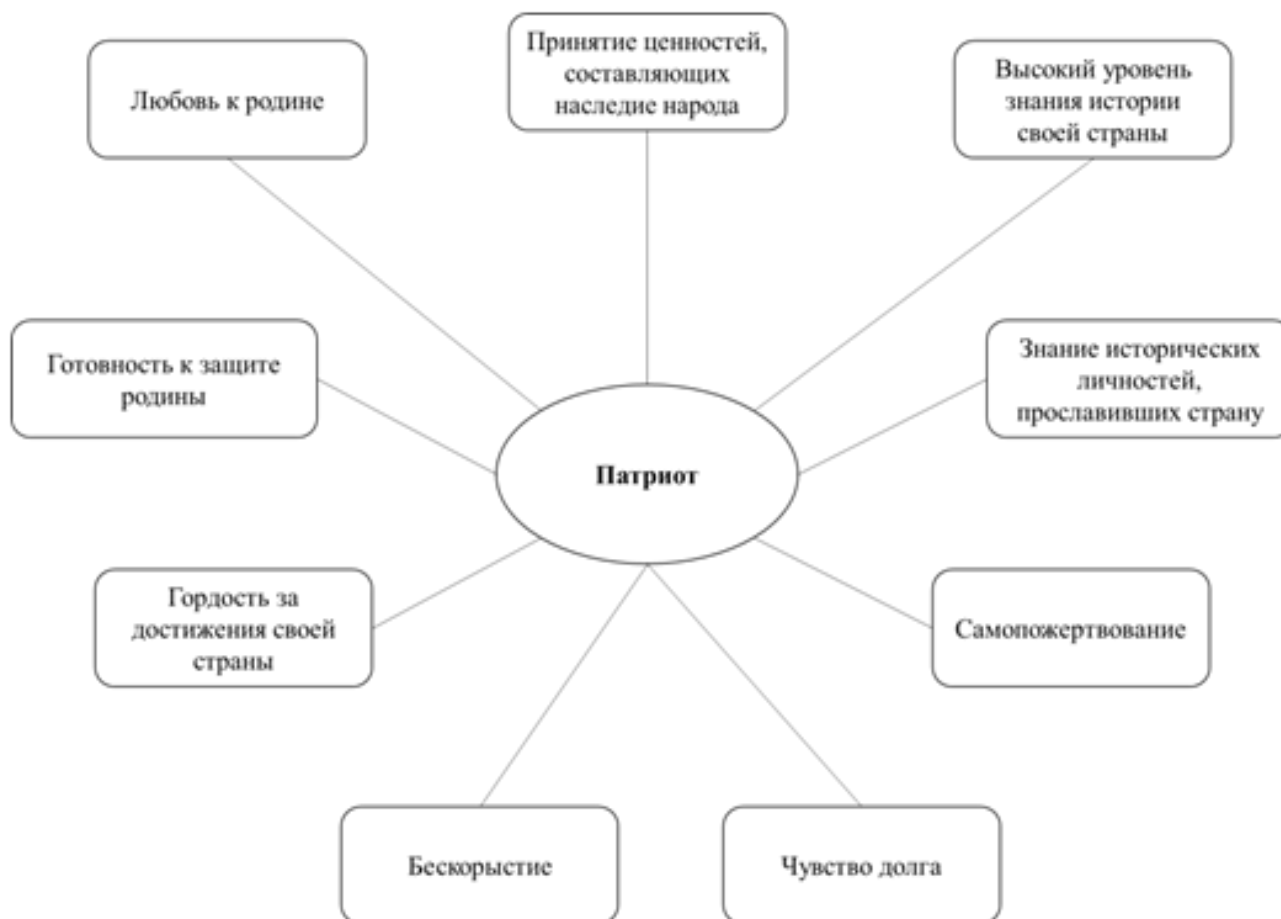 Принятие ценностей,
составляющих
наследие народа
Любовь к родине
Высокий уровень
знания истории
своей страны
Готовность к защите
родины
Знание исторических
личностей,
прославивших страну
Патриот
Гордость за
достижения своей
страны
Самопожертвование
Бескорыстие
Чувство долга